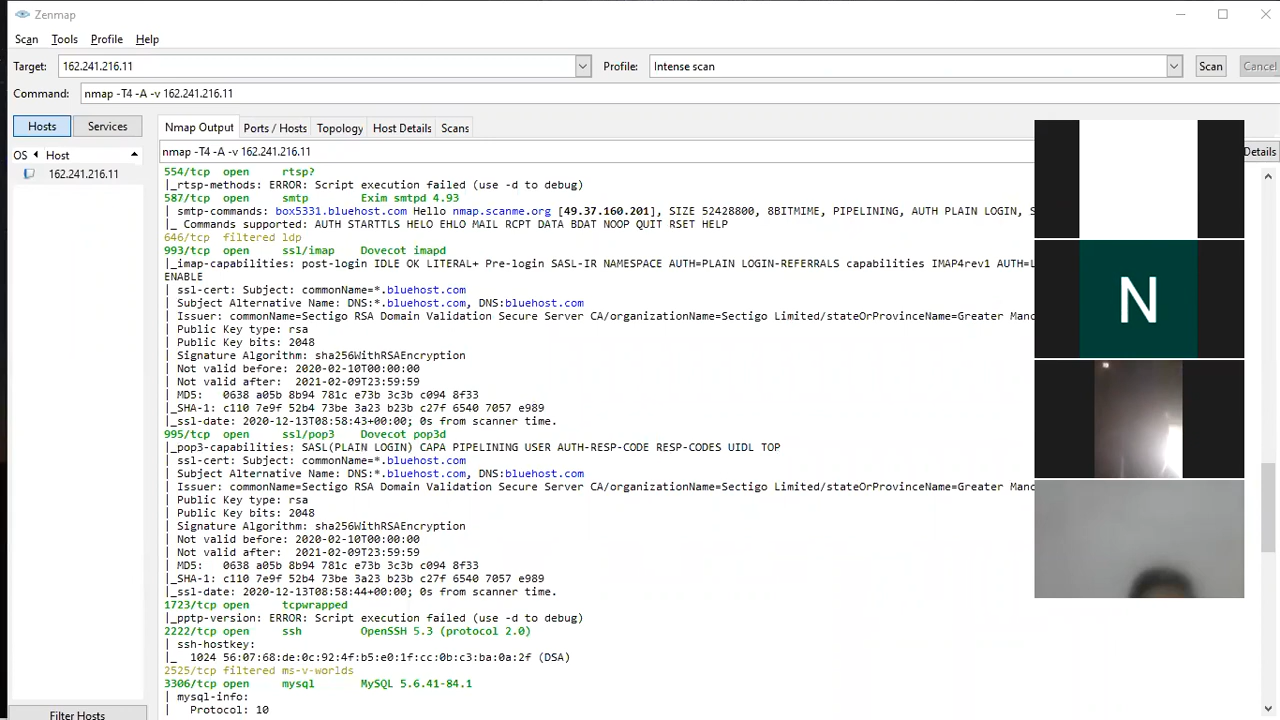 Zenmap
Scan Tools Profile Help
Target: 162.241.216.11 Profile: Intense scan Scan Cancel
Command: nmap -T4 -A -v 162.241.216.11
Hosts Services Nmap Output Ports / Hosts Topology Host Details Scans
nmap -T4 -A -v 162.241.216.11 Details
OS Host
162.241.216.11
554/tcp open rtsp?
|_rtsp-methods: ERROR: Script execution failed (use -d to debug)
587/tcp open smtp Exim smtpd 4.93
| smtp-commands: box5331.bluehost.com Hello nmap.scanme.org [49.37.160.201], SIZE 52428800, 8BITMIME, PIPELINING, AUTH PLAIN LOGIN, S
|_ Commands supported: AUTH STARTTLS HELO EHLO MAIL RCPT DATA BDAT NOOP QUIT RSET HELP
646/tcp filtered ldp
993/tcp open ssl/imap Dovecot imapd
|_imap-capabilities: post-login IDLE OK LITERAL+ Pre-login SASL-IR NAMESPACE AUTH=PLAIN LOGIN-REFERRALS capabilities IMAP4rev1 AUTH=L
ENABLE
| ssl-cert: Subject: commonName=*.bluehost.com
| Subject Alternative Name: DNS:*.bluehost.com, DNS:bluehost.com
| Issuer: commonName=Sectigo RSA Domain Validation Secure Server CA/organizationName=Sectigo Limited/stateOrProvinceName=Greater Manc
| Public Key type: rsa
| Public Key bits: 2048
| Signature Algorithm: sha256WithRSAEncryption
| Not valid before: 2020-02-10T00:00:00
| Not valid after: 2021-02-09T23:59:59
| MD5: 0638 a05b 8b94 781c e73b 3c3b c094 8f33
|_SHA-1: c110 7e9f 52b4 73be 3a23 b23b c27f 6540 7057 e989
|_ssl-date: 2020-12-13T08:58:43+00:00; 0s from scanner time.
995/tcp open ssl/pop3 Dovecot pop3d
|_pop3-capabilities: SASL(PLAIN LOGIN) CAPA PIPELINING USER AUTH-RESP-CODE RESP-CODES UIDL TOP
| ssl-cert: Subject: commonName=*.bluehost.com
| Subject Alternative Name: DNS:*.bluehost.com, DNS:bluehost.com
| Issuer: commonName=Sectigo RSA Domain Validation Secure Server CA/organizationName=Sectigo Limited/stateOrProvinceName=Greater Manc
| Public Key type: rsa
| Public Key bits: 2048
| Signature Algorithm: sha256WithRSAEncryption
| Not valid before: 2020-02-10T00:00:00
| Not valid after: 2021-02-09T23:59:59
| MD5: 0638 a05b 8b94 781c e73b 3c3b c094 8f33
|_SHA-1: c110 7e9f 52b4 73be 3a23 b23b c27f 6540 7057 e989
|_ssl-date: 2020-12-13T08:58:44+00:00; 0s from scanner time.
1723/tcp open tcpwrapped
|_pptp-version: ERROR: Script execution failed (use -d to debug)
2222/tcp open ssh OpenSSH 5.3 (protocol 2.0)
| ssh-hostkey:
|_ 1024 56:07:68:de:0c:92:4f:b5:e0:1f:cc:0b:c3:ba:0a:2f (DSA)
2525/tcp filtered ms-v-worlds
3306/tcp open mysql MySQL 5.6.41-84.1
| mysql-info:
| Protocol: 10
Filter Hosts
N